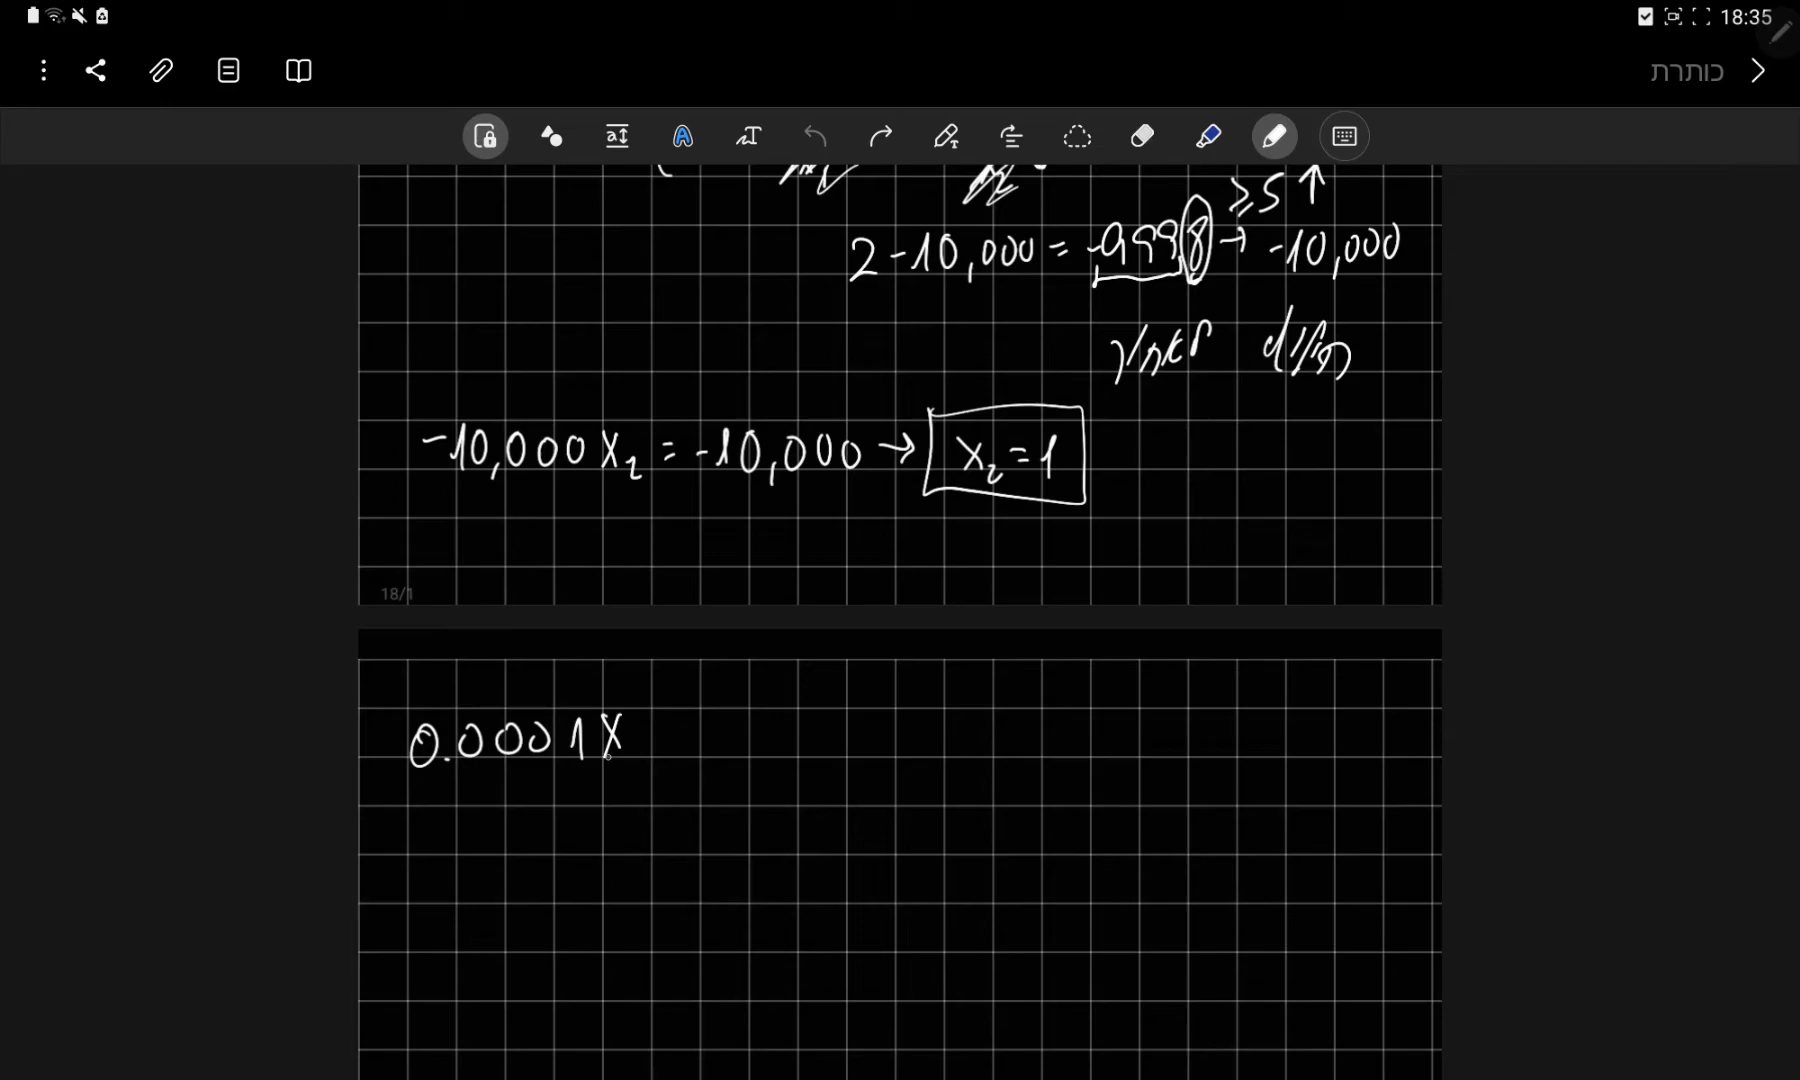 18:35
כותרת
≥5 ↑
2-10,000 = -9998 → -10,000
-10,000 x₂ = -10,000 → x₂ = 1
18/1
0.0001X